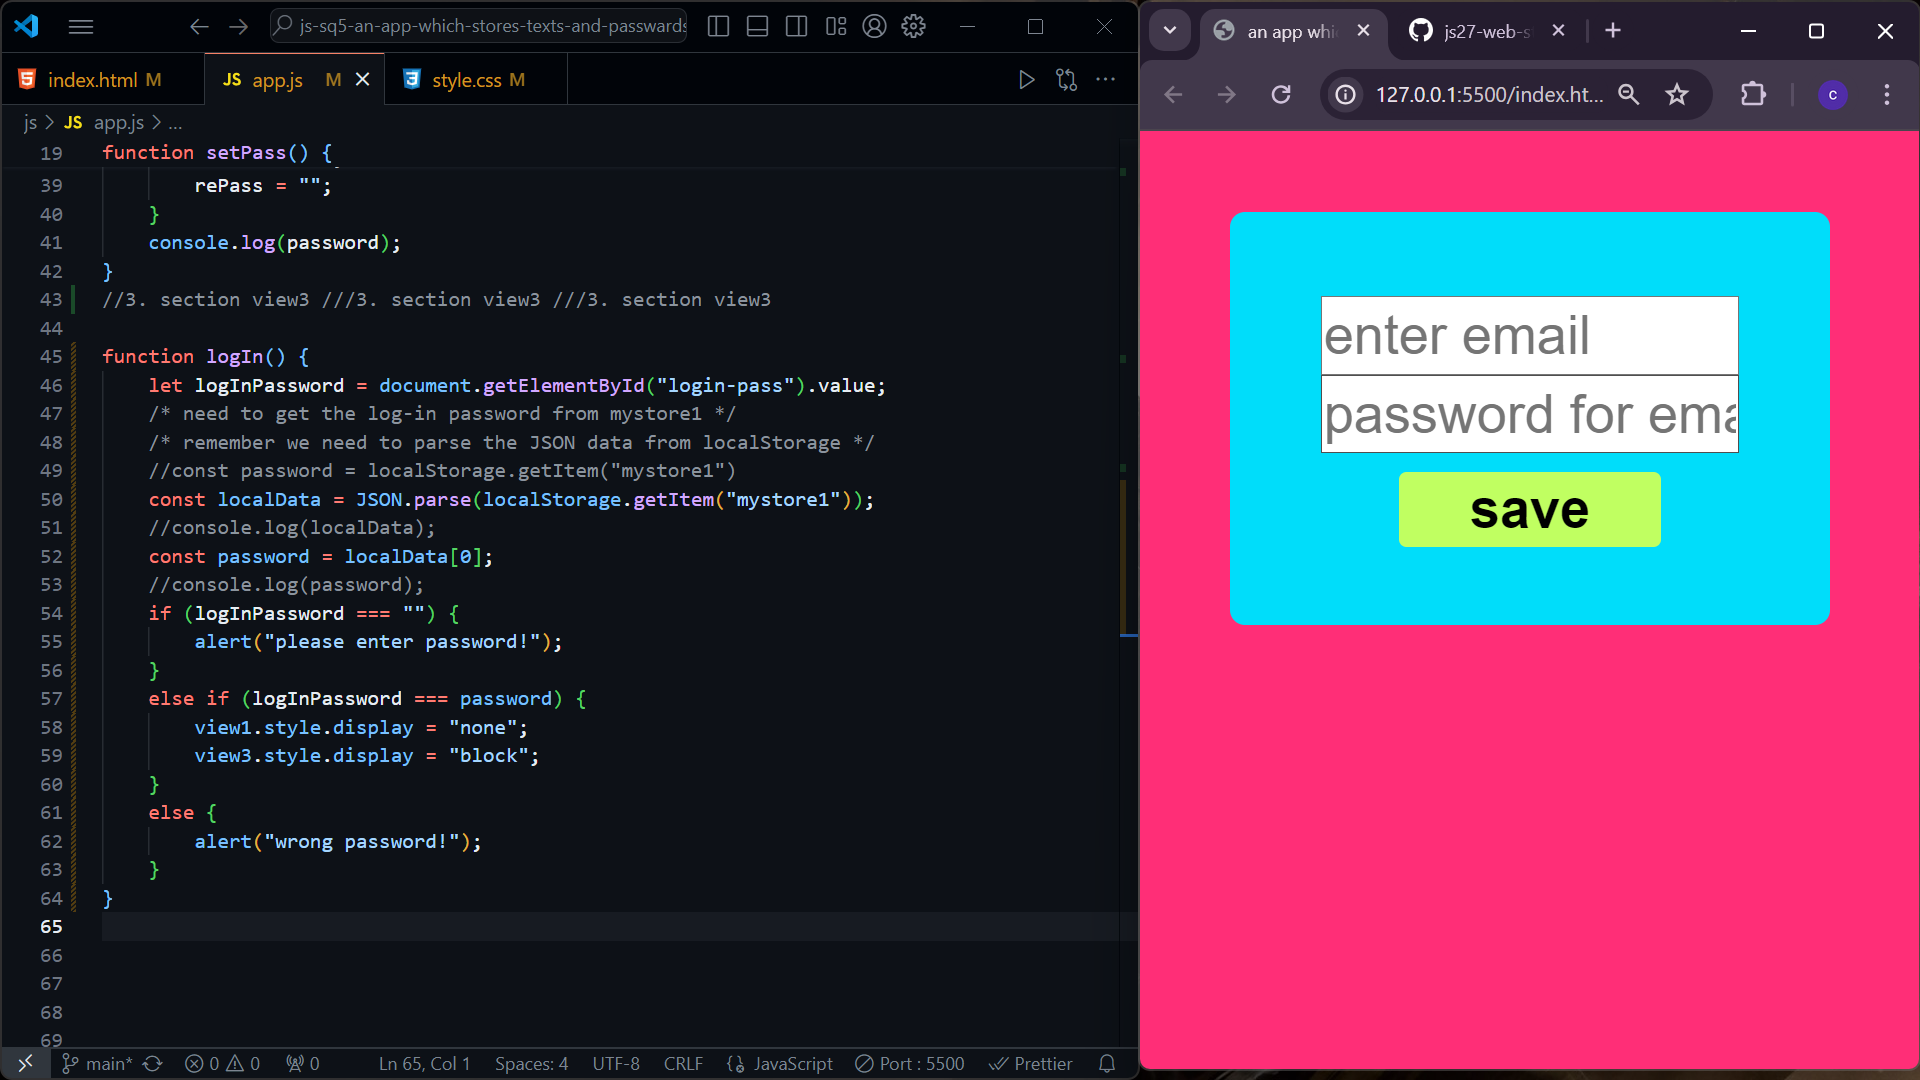 js-sq5-an-app-which-stores-texts-and-passwards
index.html M
JS app.js M
style.css M
js > JS app.js > ...
19 function setPass() {
39 rePass = "";
40 }
41 console.log(password);
42 }
43 //3. section view3 ///3. section view3 ///3. section view3
44
45 function logIn() {
46 let logInPassword = document.getElementById("login-pass").value;
47 /* need to get the log-in password from mystore1 */
48 /* remember we need to parse the JSON data from localStorage */
49 //const password = localStorage.getItem("mystore1")
50 const localData = JSON.parse(localStorage.getItem("mystore1"));
51 //console.log(localData);
52 const password = localData[0];
53 //console.log(password);
54 if (logInPassword === "") {
55 alert("please enter password!");
56 }
57 else if (logInPassword === password) {
58 view1.style.display = "none";
59 view3.style.display = "block";
60 }
61 else {
62 alert("wrong password!");
63 }
64 }
65
66
67
68
69
main* 0 0 0 Ln 65, Col 1 Spaces: 4 UTF-8 CRLF JavaScript Port : 5500 Prettier
an app whi
js27-web-s
127.0.0.1:5500/index.ht...
c
enter email
password for ema
save